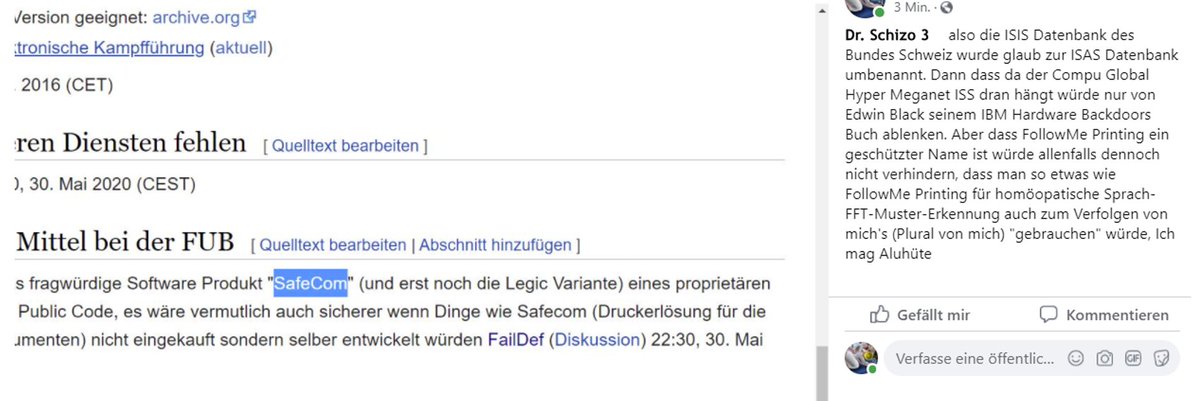 Version geeignet: archive.org
ktronische Kampfführung (aktuell)
2016 (CET)
eren Diensten fehlen [ Quelltext bearbeiten ]
0, 30. Mai 2020 (CEST)
Mittel bei der FUB [ Quelltext bearbeiten | Abschnitt hinzufügen ]
s fragwürdige Software Produkt "SafeCom" (und erst noch die Legic Variante) eines proprietären
Public Code, es wäre vermutlich auch sicherer wenn Dinge wie Safecom (Druckerlösung für die
umenten) nicht eingekauft sondern selber entwickelt würden FailDef (Diskussion) 22:30, 30. Mai
3 Min. ·
Dr. Schizo 3 also die ISIS Datenbank des
Bundes Schweiz wurde glaub zur ISAS Datenbank
umbenannt. Dann dass da der Compu Global
Hyper Meganet ISS dran hängt würde nur von
Edwin Black seinem IBM Hardware Backdoors
Buch ablenken. Aber dass FollowMe Printing ein
geschützter Name ist würde allenfalls dennoch
nicht verhindern, dass man so etwas wie
FollowMe Printing für homöopatische Sprach-
FFT-Muster-Erkennung auch zum Verfolgen von
mich's (Plural von mich) "gebrauchen" würde, Ich
mag Aluhüte
Gefällt mir
Kommentieren
Verfasse eine öffentlic...
GIF